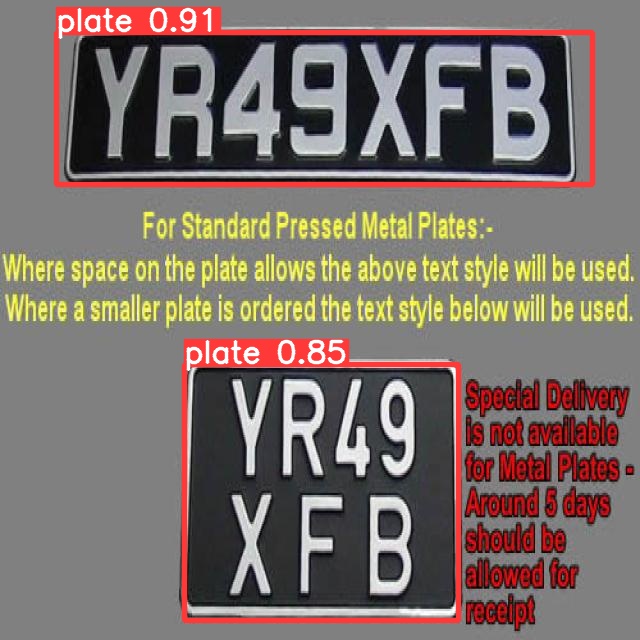 plate 0.91
YR49XFB
For Standard Pressed Metal Plates:-
Where space on the plate allows the above text style will be used.
Where a smaller plate is ordered the text style below will be used.
plate 0.85
YR49
XFB
Special Delivery
is not available
for Metal Plates -
Around 5 days
should be
allowed for
receipt